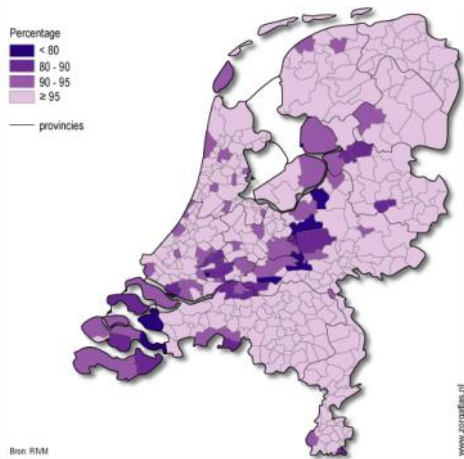 Percentage
< 80
80 - 90
90 - 95
≥ 95
provincies
Bron: RIVM
www.zorgatlas.nl